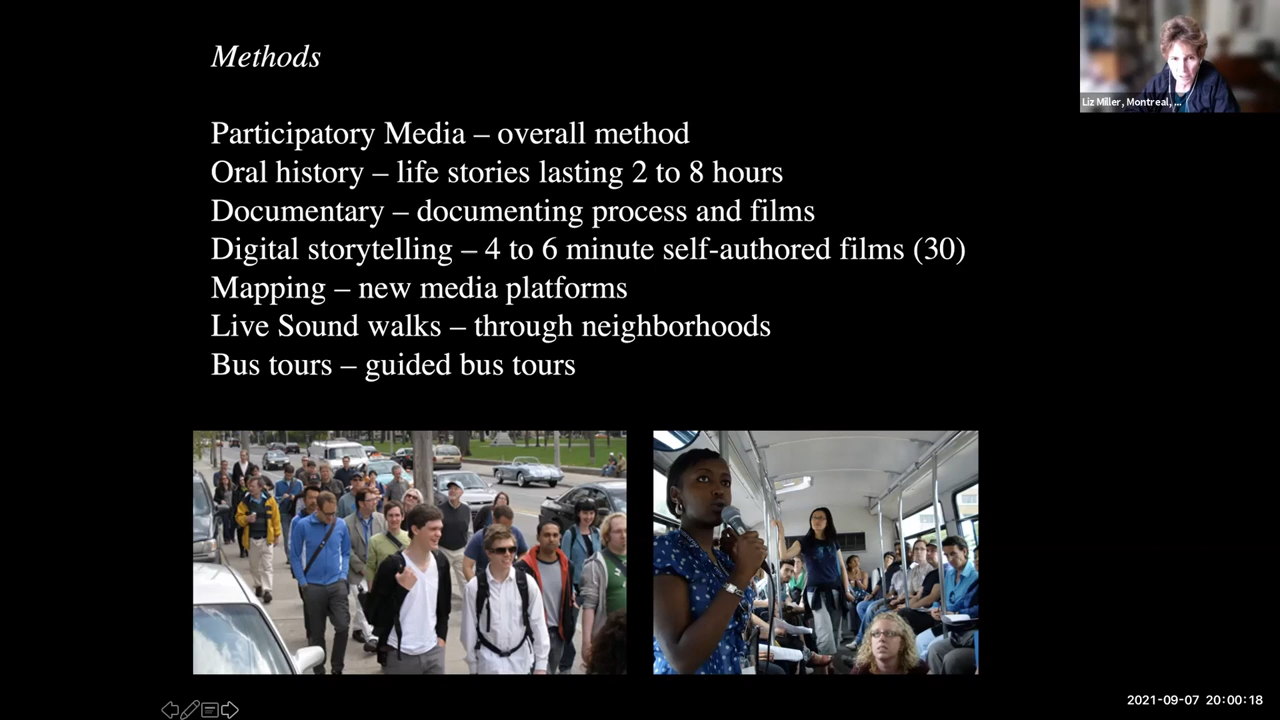 Methods
Liz Miller, Montreal, ...
Participatory Media – overall method
Oral history – life stories lasting 2 to 8 hours
Documentary – documenting process and films
Digital storytelling – 4 to 6 minute self-authored films (30)
Mapping – new media platforms
Live Sound walks – through neighborhoods
Bus tours – guided bus tours
2021-09-07 20:00:18